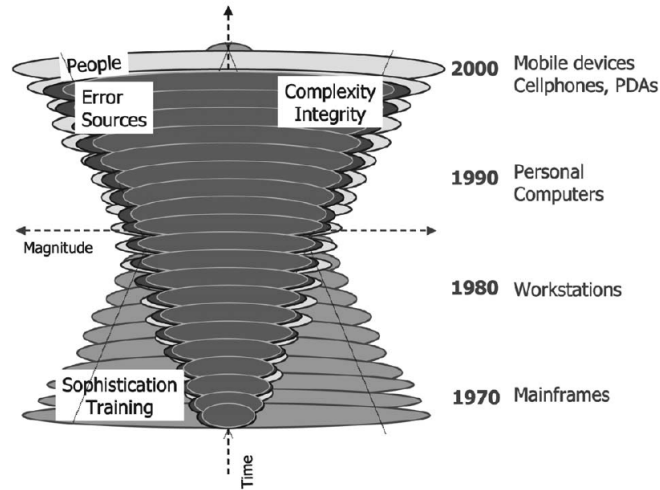 People
Error
Sources
Complexity
Integrity
2000 Mobile devices
Cellphones, PDAs
1990 Personal
Computers
Magnitude
1980 Workstations
Sophistication
Training
1970 Mainframes
Time